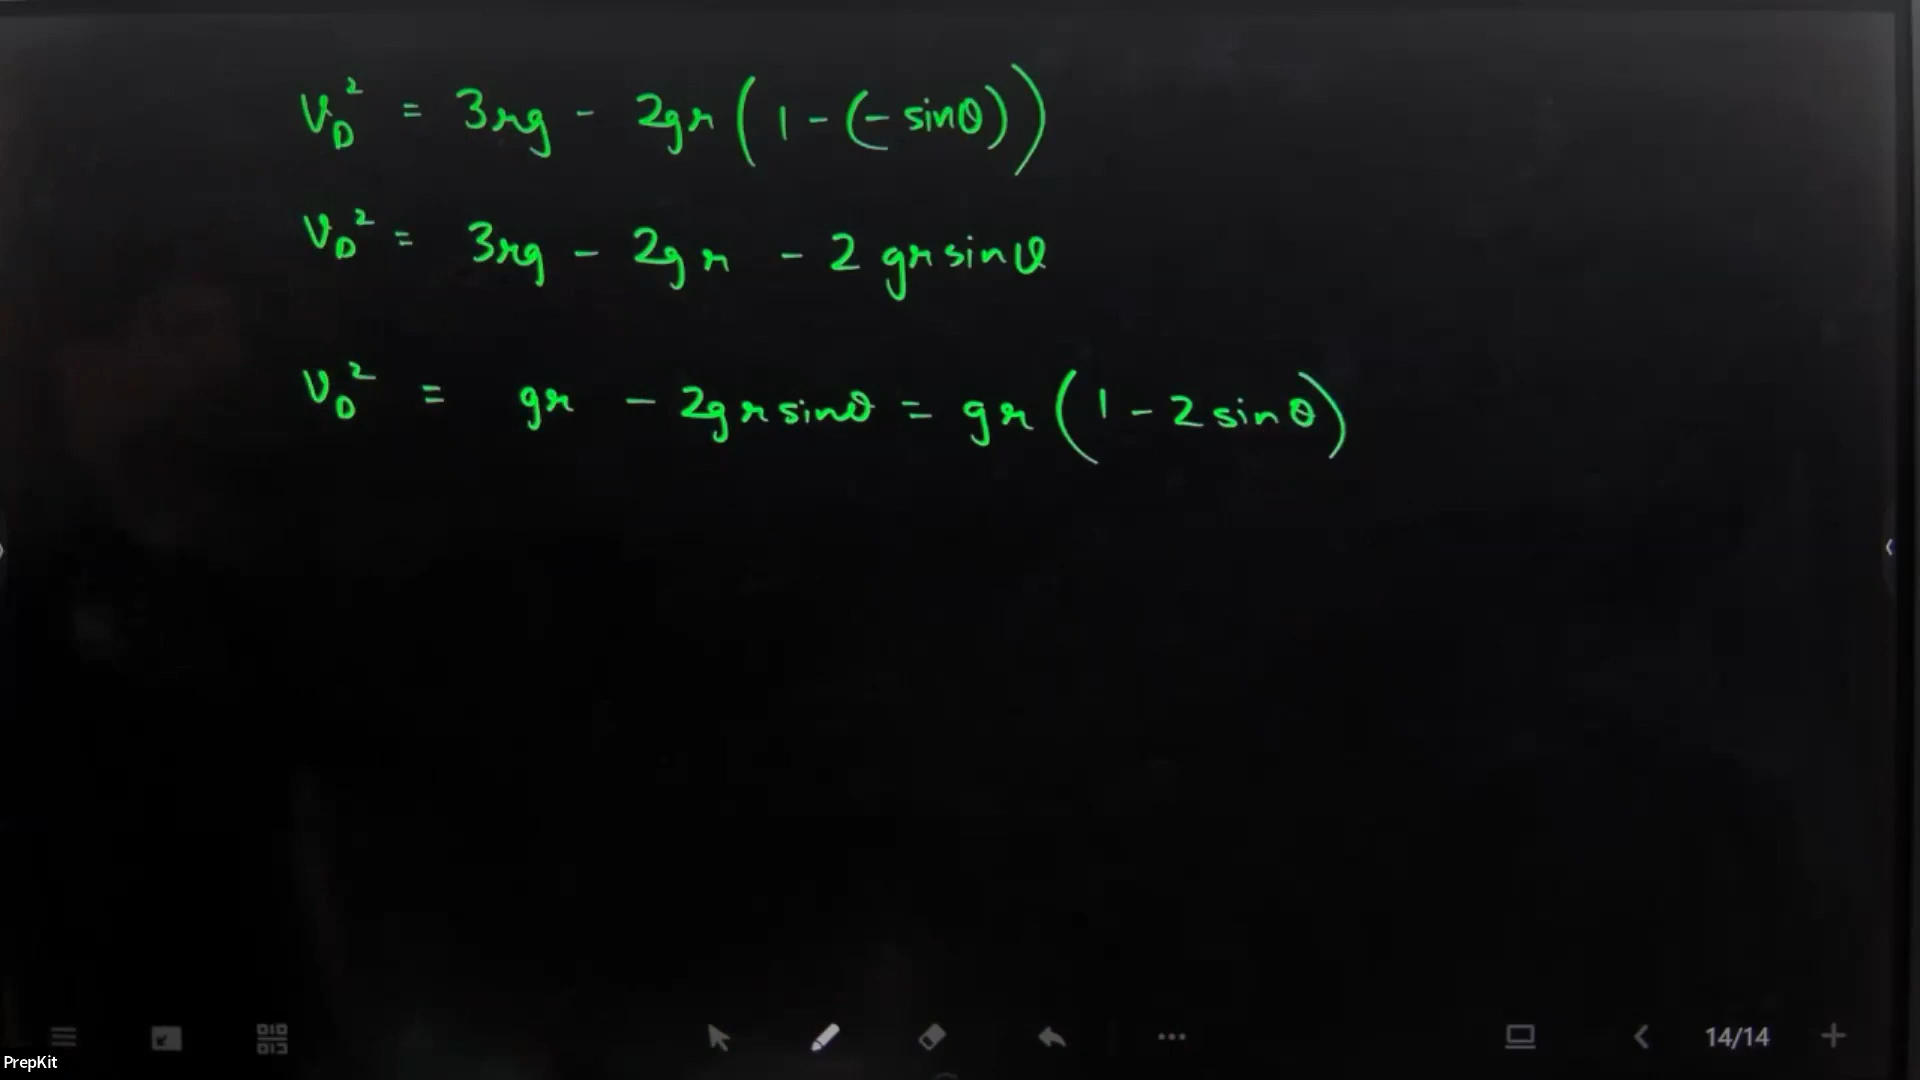 V_D² = 3rg - 2gr(1-(-sinθ))
V_D² = 3rg - 2gr - 2grsinθ
V_D² = gr - 2grsinθ = gr(1-2sinθ)
14/14
PrepKit